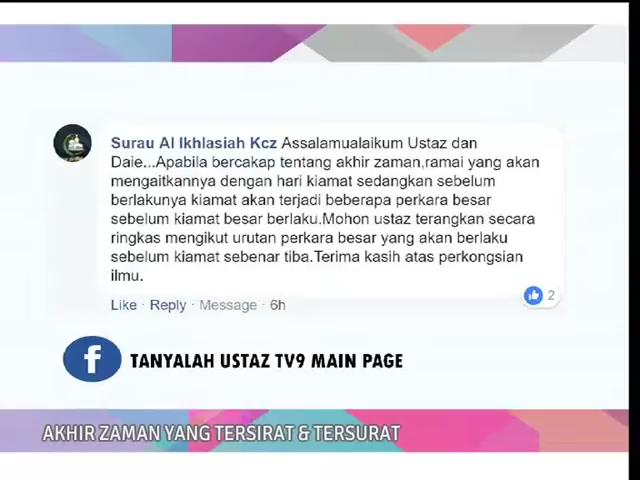 Surau Al Ikhlasiah Kcz Assalamualaikum Ustaz dan
Daie...Apabila bercakap tentang akhir zaman,ramai yang akan
mengaitkannya dengan hari kiamat sedangkan sebelum
berlakunya kiamat akan terjadi beberapa perkara besar
sebelum kiamat besar berlaku.Mohon ustaz terangkan secara
ringkas mengikut urutan perkara besar yang akan berlaku
sebelum kiamat sebenar tiba.Terima kasih atas perkongsian
ilmu.
2
Like · Reply · Message · 6h
f TANYALAH USTAZ TV9 MAIN PAGE
AKHIR ZAMAN YANG TERSIRAT & TERSURAT